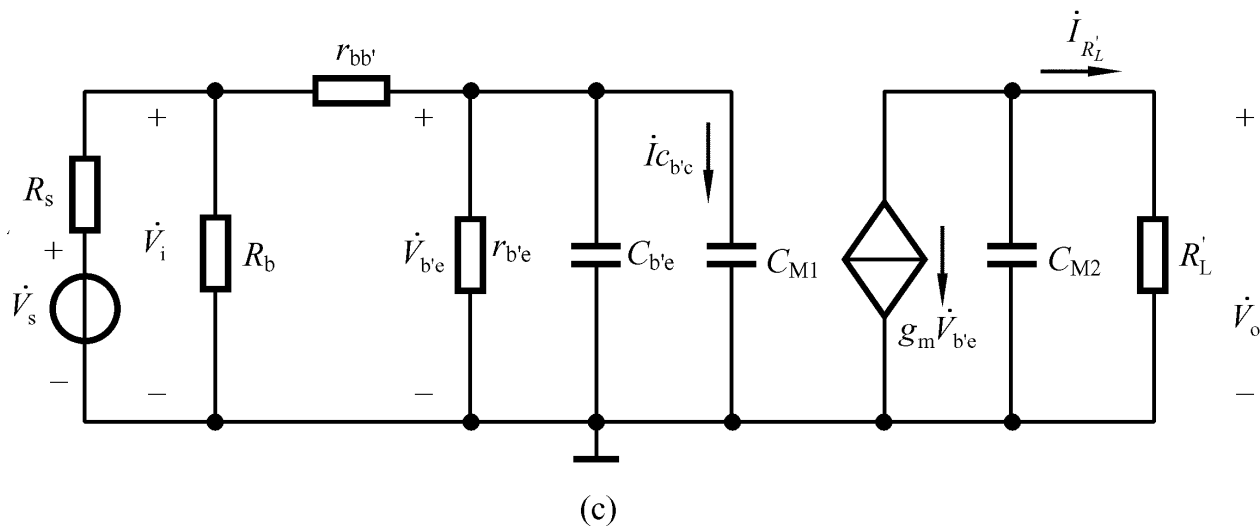 İ_{R'_L}
r_{bb'}
+ + +
R_s
İc_{b'c}
+
V̇_i R_b V̇_{b'e} r_{b'e} C_{b'e} C_{M1} C_{M2} R'_L
V̇_s V̇_o
g_m V̇_{b'e}
− − − −
(c)